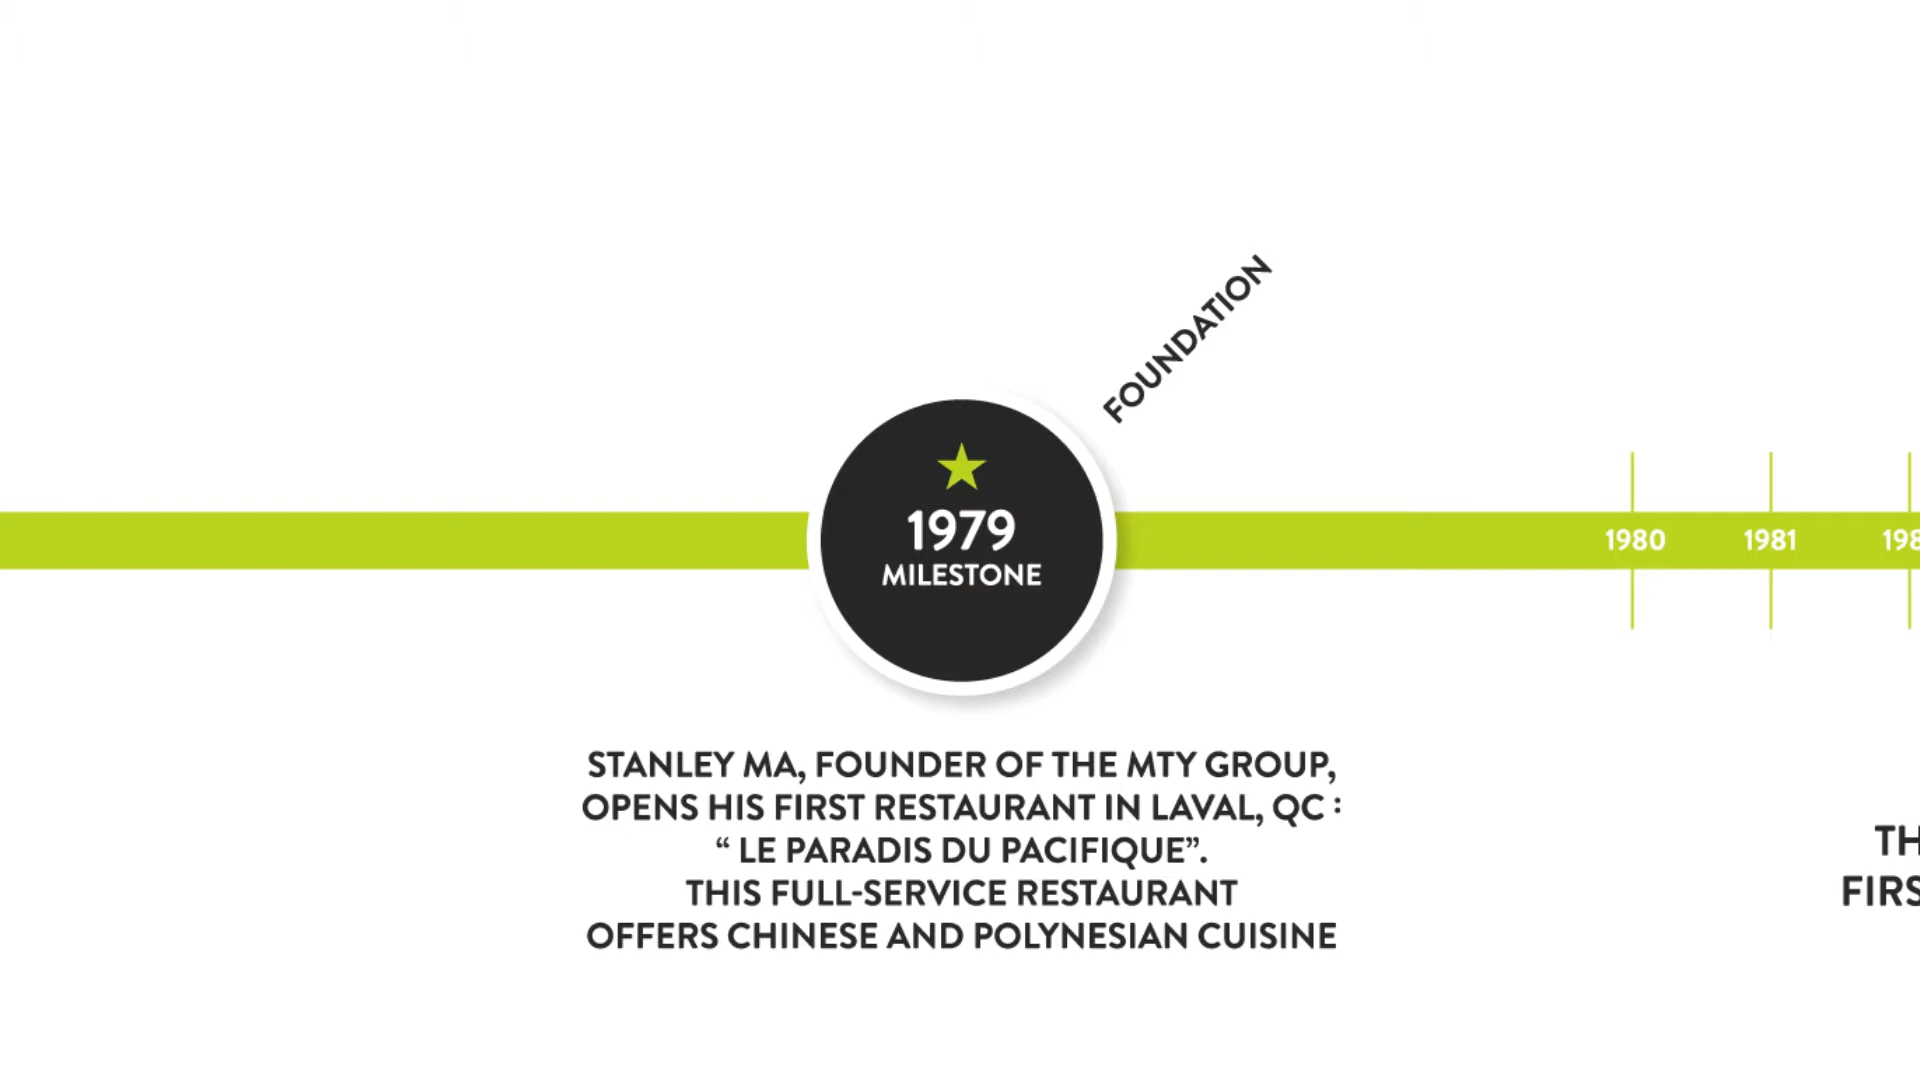 FOUNDATION
1979
MILESTONE
1980
1981
STANLEY MA, FOUNDER OF THE MTY GROUP,
OPENS HIS FIRST RESTAURANT IN LAVAL, QC :
“ LE PARADIS DU PACIFIQUE”.
THIS FULL-SERVICE RESTAURANT
OFFERS CHINESE AND POLYNESIAN CUISINE